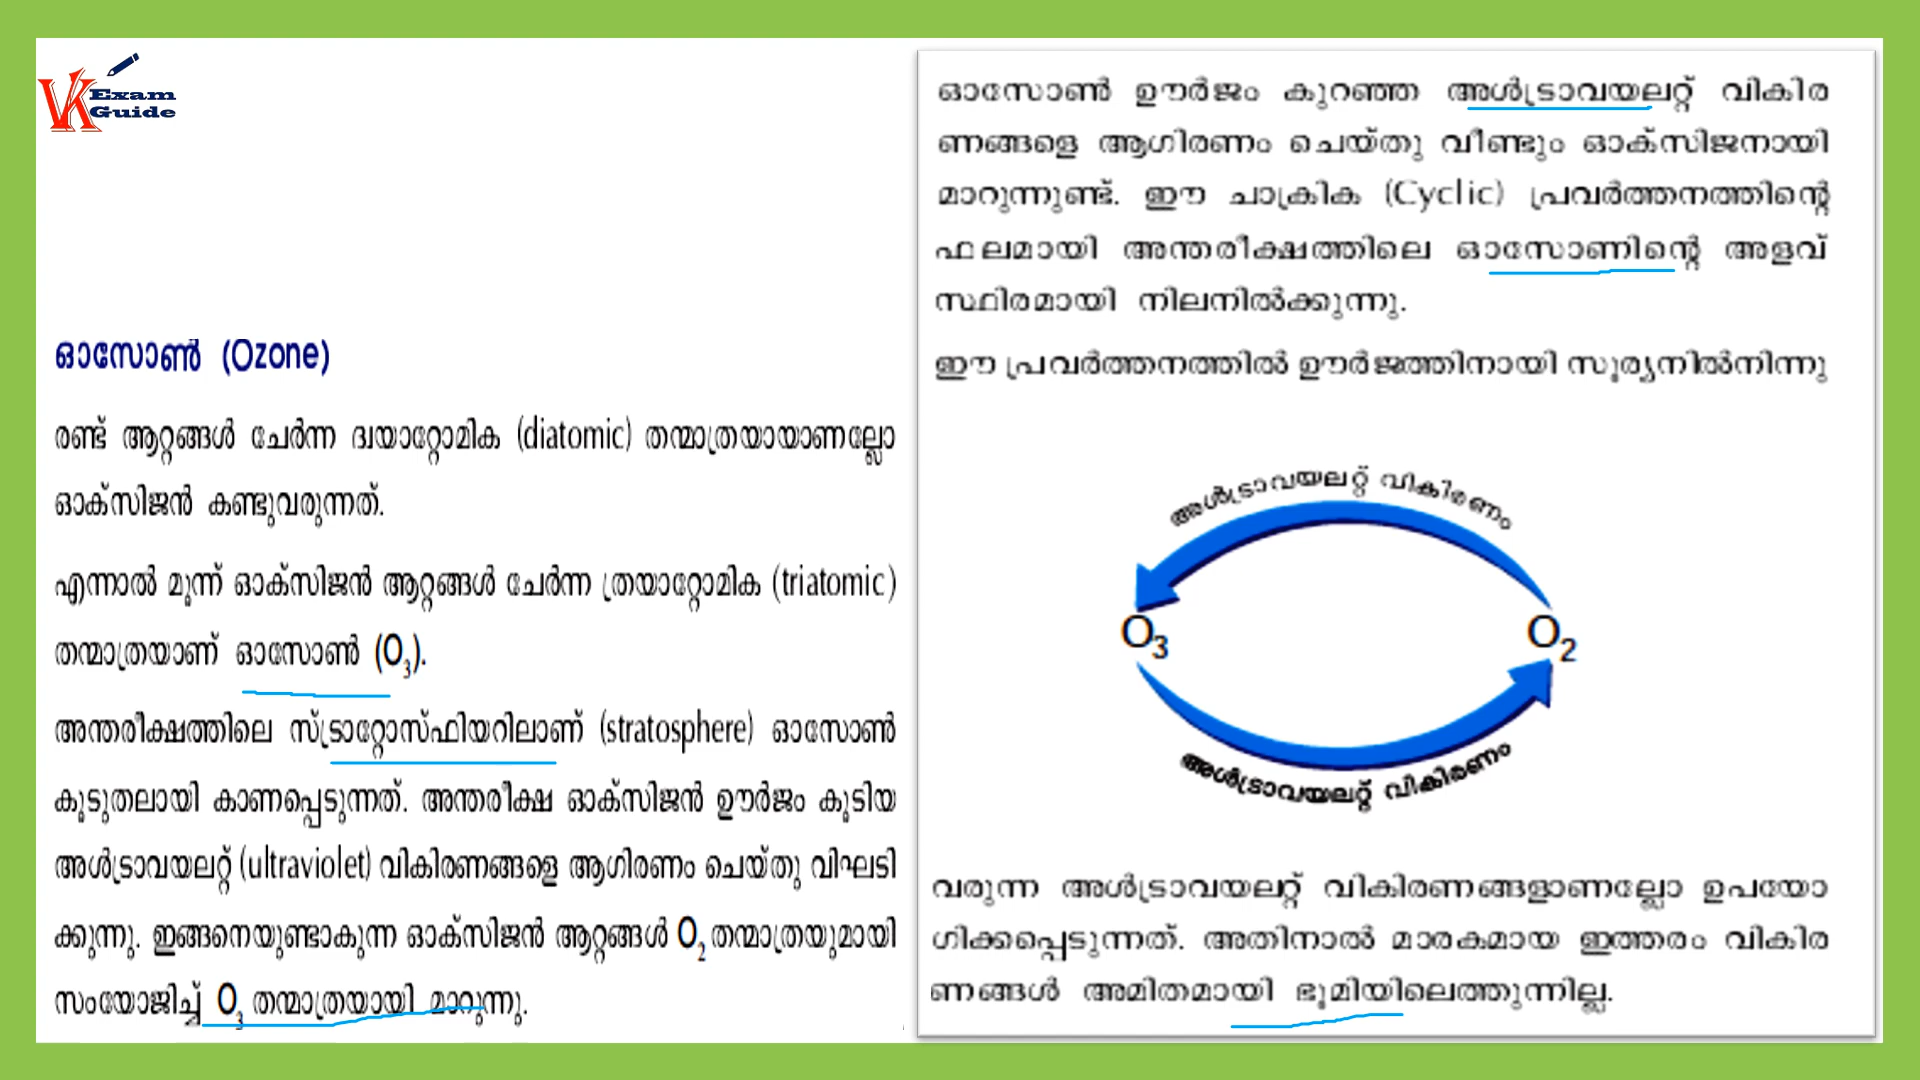 VK Exam
Guide
ഓസോൺ (Ozone)
രണ്ട് ആറ്റങ്ങൾ ചേർന്ന ദ്വയാറ്റോമിക (diatomic) തന്മാത്രയായാണല്ലോ
ഓക്സിജൻ കണ്ടുവരുന്നത്.
എന്നാൽ മൂന്ന് ഓക്സിജൻ ആറ്റങ്ങൾ ചേർന്ന ത്രയാറ്റോമിക (triatomic)
തന്മാത്രയാണ് ഓസോൺ (O₃).
അന്തരീക്ഷത്തിലെ സ്ട്രാറ്റോസ്ഫിയറിലാണ് (stratosphere) ഓസോൺ
കൂടുതലായി കാണപ്പെടുന്നത്. അന്തരീക്ഷ ഓക്സിജൻ ഊർജം കൂടിയ
അൾട്രാവയലറ്റ് (ultraviolet) വികിരണങ്ങളെ ആഗിരണം ചെയ്തു വിഘടി
ക്കുന്നു. ഇങ്ങനെയുണ്ടാകുന്ന ഓക്സിജൻ ആറ്റങ്ങൾ O₂ തന്മാത്രയുമായി
സംയോജിച്ച് O₃ തന്മാത്രയായി മാറുന്നു.
ഓസോൺ ഊർജം കുറഞ്ഞ അൾട്രാവയലറ്റ് വികിര
ണങ്ങളെ ആഗിരണം ചെയ്തു വീണ്ടും ഓക്സിജനായി
മാറുന്നുണ്ട്. ഈ ചാക്രിക (Cyclic) പ്രവർത്തനത്തിന്റെ
ഫലമായി അന്തരീക്ഷത്തിലെ ഓസോണിന്റെ അളവ്
സ്ഥിരമായി നിലനിൽക്കുന്നു.
ഈ പ്രവർത്തനത്തിൽ ഊർജത്തിനായി സൂര്യനിൽനിന്നു
അൾട്രാവയലറ്റ് വികിരണം
O₃
O₂
അൾട്രാവയലറ്റ് വികിരണം
വരുന്ന അൾട്രാവയലറ്റ് വികിരണങ്ങളാണല്ലോ ഉപയോ
ഗിക്കപ്പെടുന്നത്. അതിനാൽ മാരകമായ ഇത്തരം വികിര
ണങ്ങൾ അമിതമായി ഭൂമിയിലെത്തുന്നില്ല.